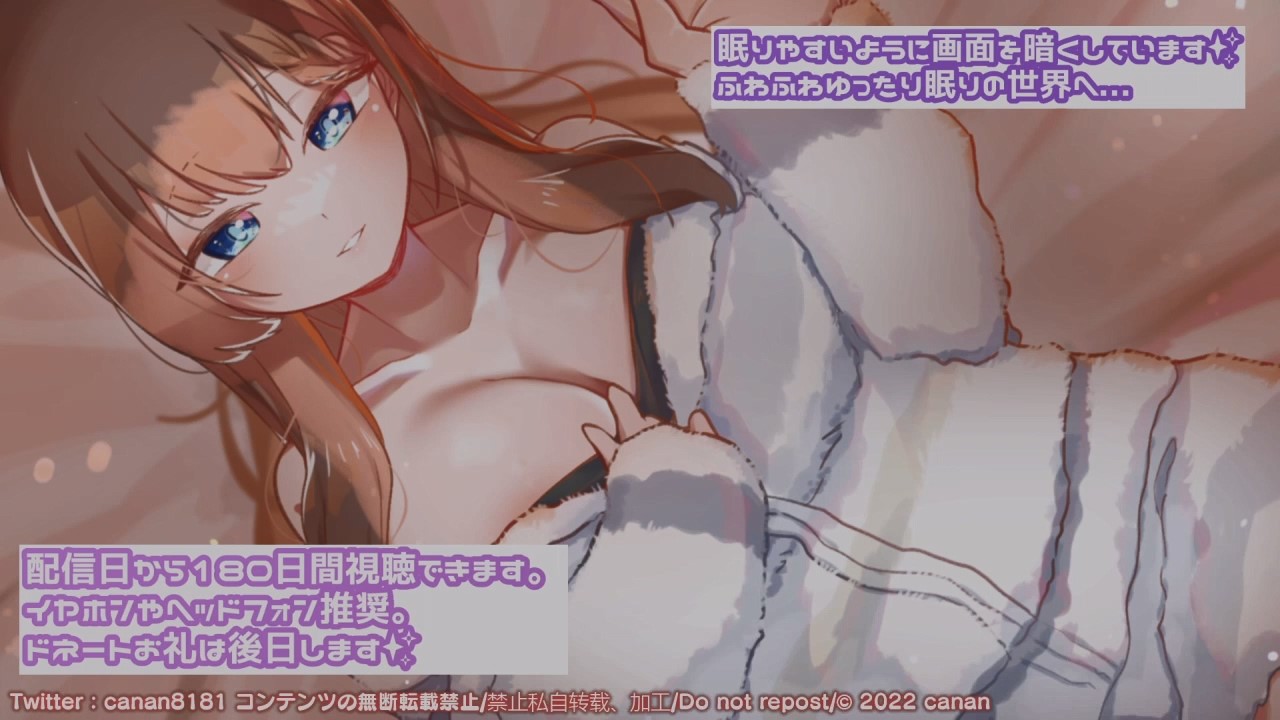 眠りやすいように画面を暗くしています✨
ふわふわゆったり眠りの世界へ...
配信日から180日間視聴できます。
イヤホンやヘッドフォン推奨。
ドネートお礼は後日します✨
Twitter : canan8181 コンテンツの無断転載禁止/禁止私自转载、加工/Do not repost/© 2022 canan